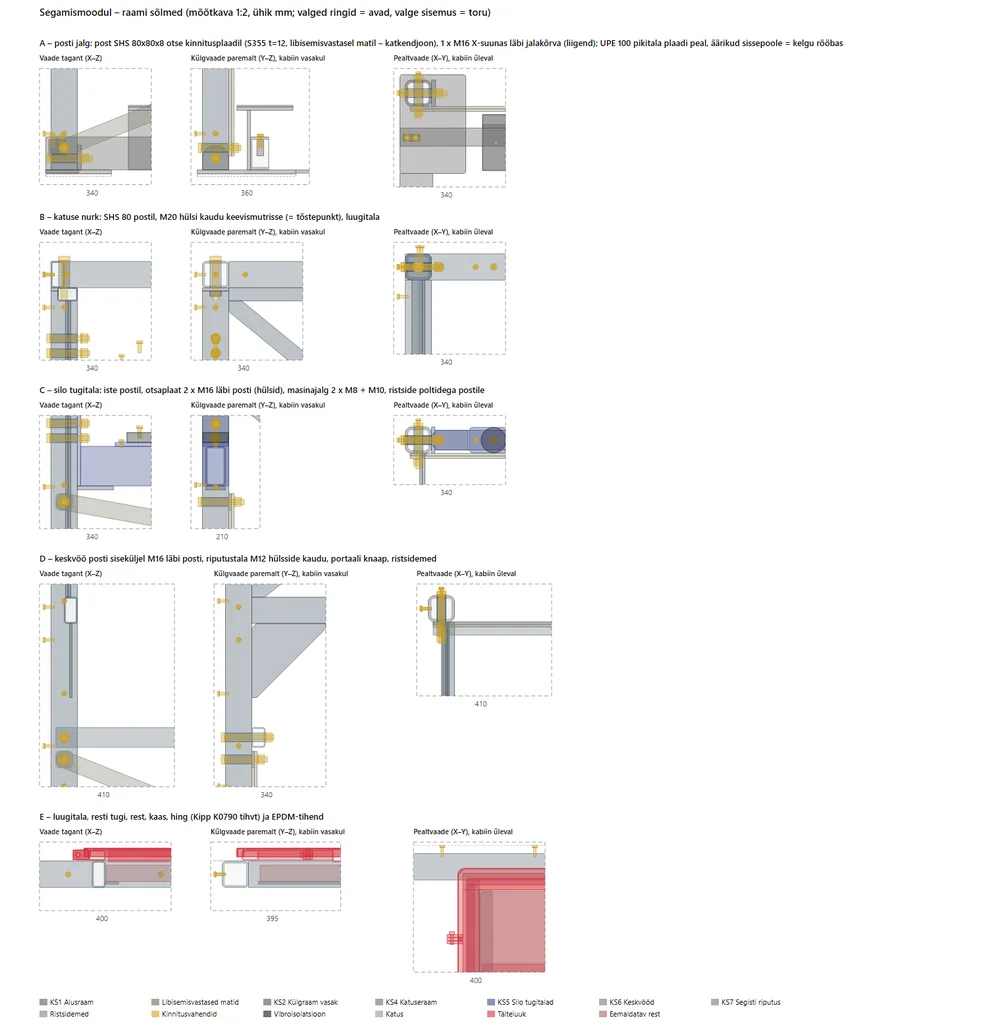 Segamismoodul – raami sõlmed (mõõtkava 1:2, ühik mm; valged ringid = avad, valge sisemus = toru)
A – posti jalg: post SHS 80x80x8 otse kinnitusplaadil (S355 t=12, libisemisvastasel matil – katkendjoon), 1 x M16 X-suunas läbi jalakõrva (liigend); UPE 100 pikitala plaadi peal, äärikud sissepoole = kelgu rööbas
Vaade tagant (X–Z)
Külgvaade paremalt (Y–Z), kabiin vasakul
Pealtvaade (X–Y), kabiin üleval
340
360
340
B – katuse nurk: SHS 80 postil, M20 hülsi kaudu keevismutrisse (= tõstepunkt), luugitala
Vaade tagant (X–Z)
Külgvaade paremalt (Y–Z), kabiin vasakul
Pealtvaade (X–Y), kabiin üleval
340
340
340
C – silo tugitala: iste postil, otsaplaat 2 x M16 läbi posti (hülsid), masinajalg 2 x M8 + M10, ristside poltidega postile
Vaade tagant (X–Z)
Külgvaade paremalt (Y–Z), kabiin vasakul
Pealtvaade (X–Y), kabiin üleval
340
210
340
D – keskvöö posti siseküljel M16 läbi posti, riputustala M12 hülsside kaudu, portaali knaap, ristsidemed
Vaade tagant (X–Z)
Külgvaade paremalt (Y–Z), kabiin vasakul
Pealtvaade (X–Y), kabiin üleval
410
340
410
E – luugitala, resti tugi, rest, kaas, hing (Kipp K0790 tihvt) ja EPDM-tihend
Vaade tagant (X–Z)
Külgvaade paremalt (Y–Z), kabiin vasakul
Pealtvaade (X–Y), kabiin üleval
400
395
400
KS1 Alusraam
Libisemisvastased matid
KS2 Külgraam vasak
KS4 Katuseraam
KS5 Silo tugitalad
KS6 Keskvööd
KS7 Segisti riputus
Ristsidemed
Kinnitusvahendid
Vibroisolatsioon
Katus
Täiteluuk
Eemaldatav rest